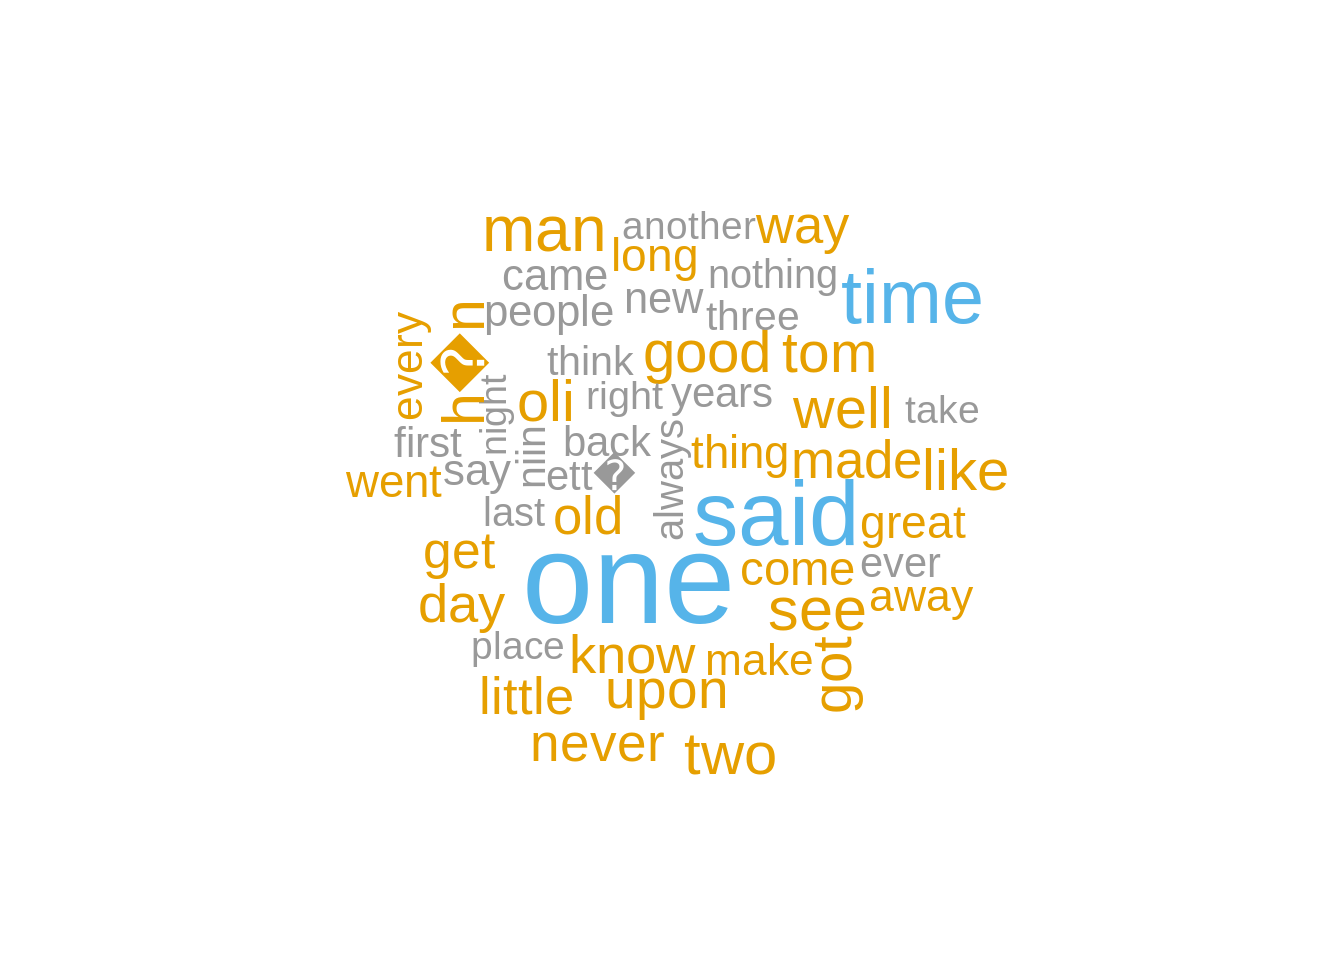 man
another
way
long
came
nothing
time
people
new
three
every
h�n
good
tom
think
oli
right
years
night
well
take
first
back
niin
always
thing
made
like
went
say
ett�
last
old
said
great
get
one
come
ever
day
see
away
place
know
make
got
little
upon
never
two